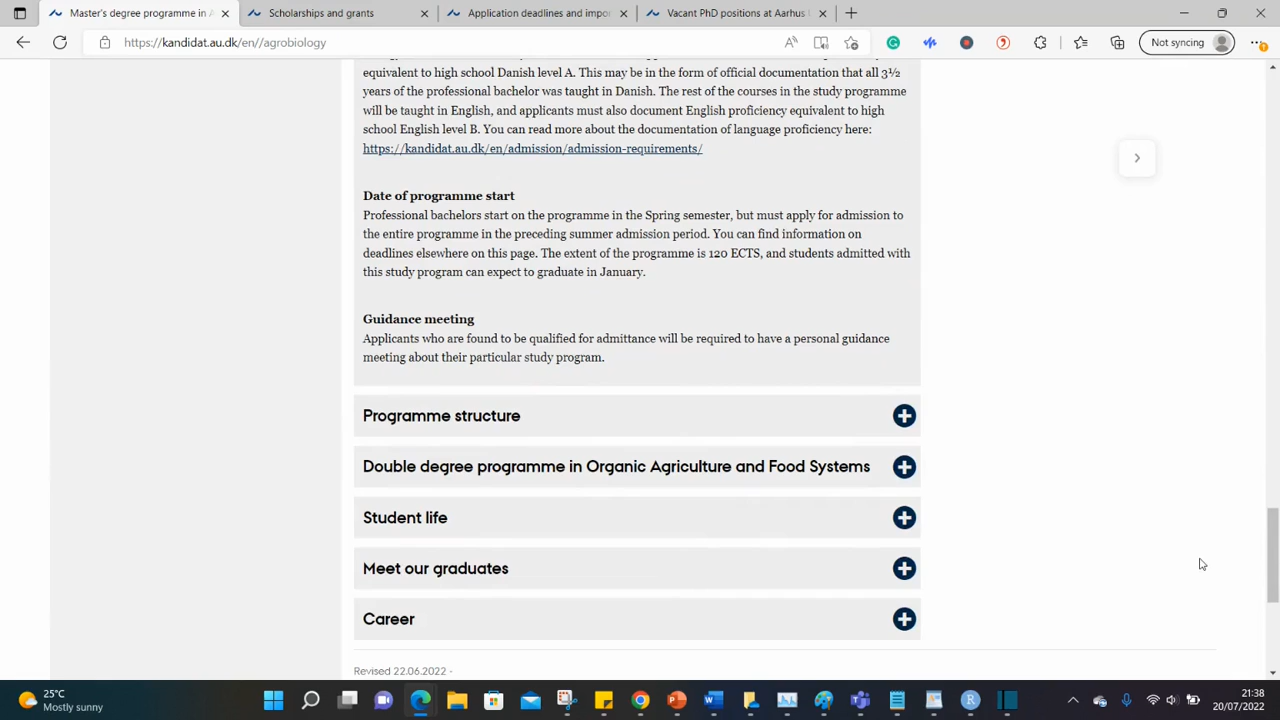 Master's degree programme in A
Scholarships and grants
Application deadlines and impor
Vacant PhD positions at Aarhus
https://kandidat.au.dk/en//agrobiology
Not syncing
equivalent to high school Danish level A. This may be in the form of official documentation that all 3½
years of the professional bachelor was taught in Danish. The rest of the courses in the study programme
will be taught in English, and applicants must also document English proficiency equivalent to high
school English level B. You can read more about the documentation of language proficiency here:
https://kandidat.au.dk/en/admission/admission-requirements/
Date of programme start
Professional bachelors start on the programme in the Spring semester, but must apply for admission to
the entire programme in the preceding summer admission period. You can find information on
deadlines elsewhere on this page. The extent of the programme is 120 ECTS, and students admitted with
this study program can expect to graduate in January.
Guidance meeting
Applicants who are found to be qualified for admittance will be required to have a personal guidance
meeting about their particular study program.
Programme structure
Double degree programme in Organic Agriculture and Food Systems
Student life
Meet our graduates
Career
Revised 22.06.2022 -
25°C
Mostly sunny
21:38
20/07/2022